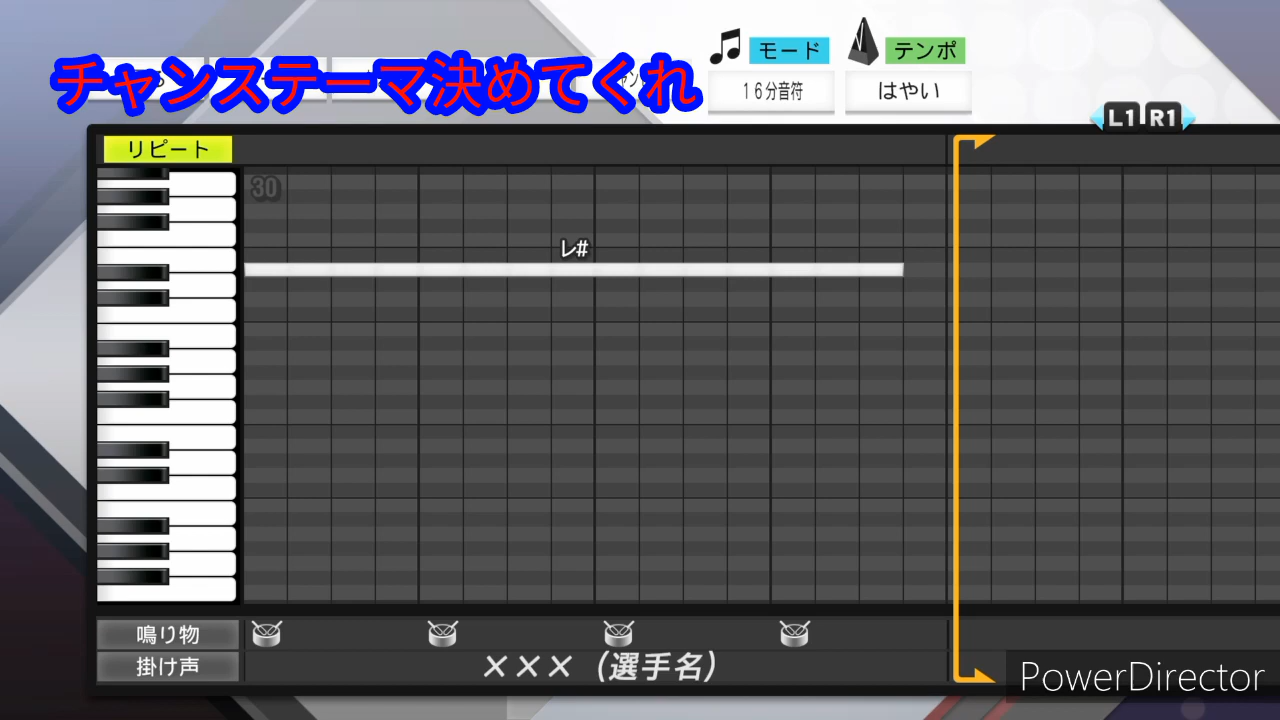 チャンステーマ決めてくれ
モード
テンポ
16分音符
はやい
L1 R1
リピート
30
レ#
鳴り物
掛け声
××× (選手名)
PowerDirector